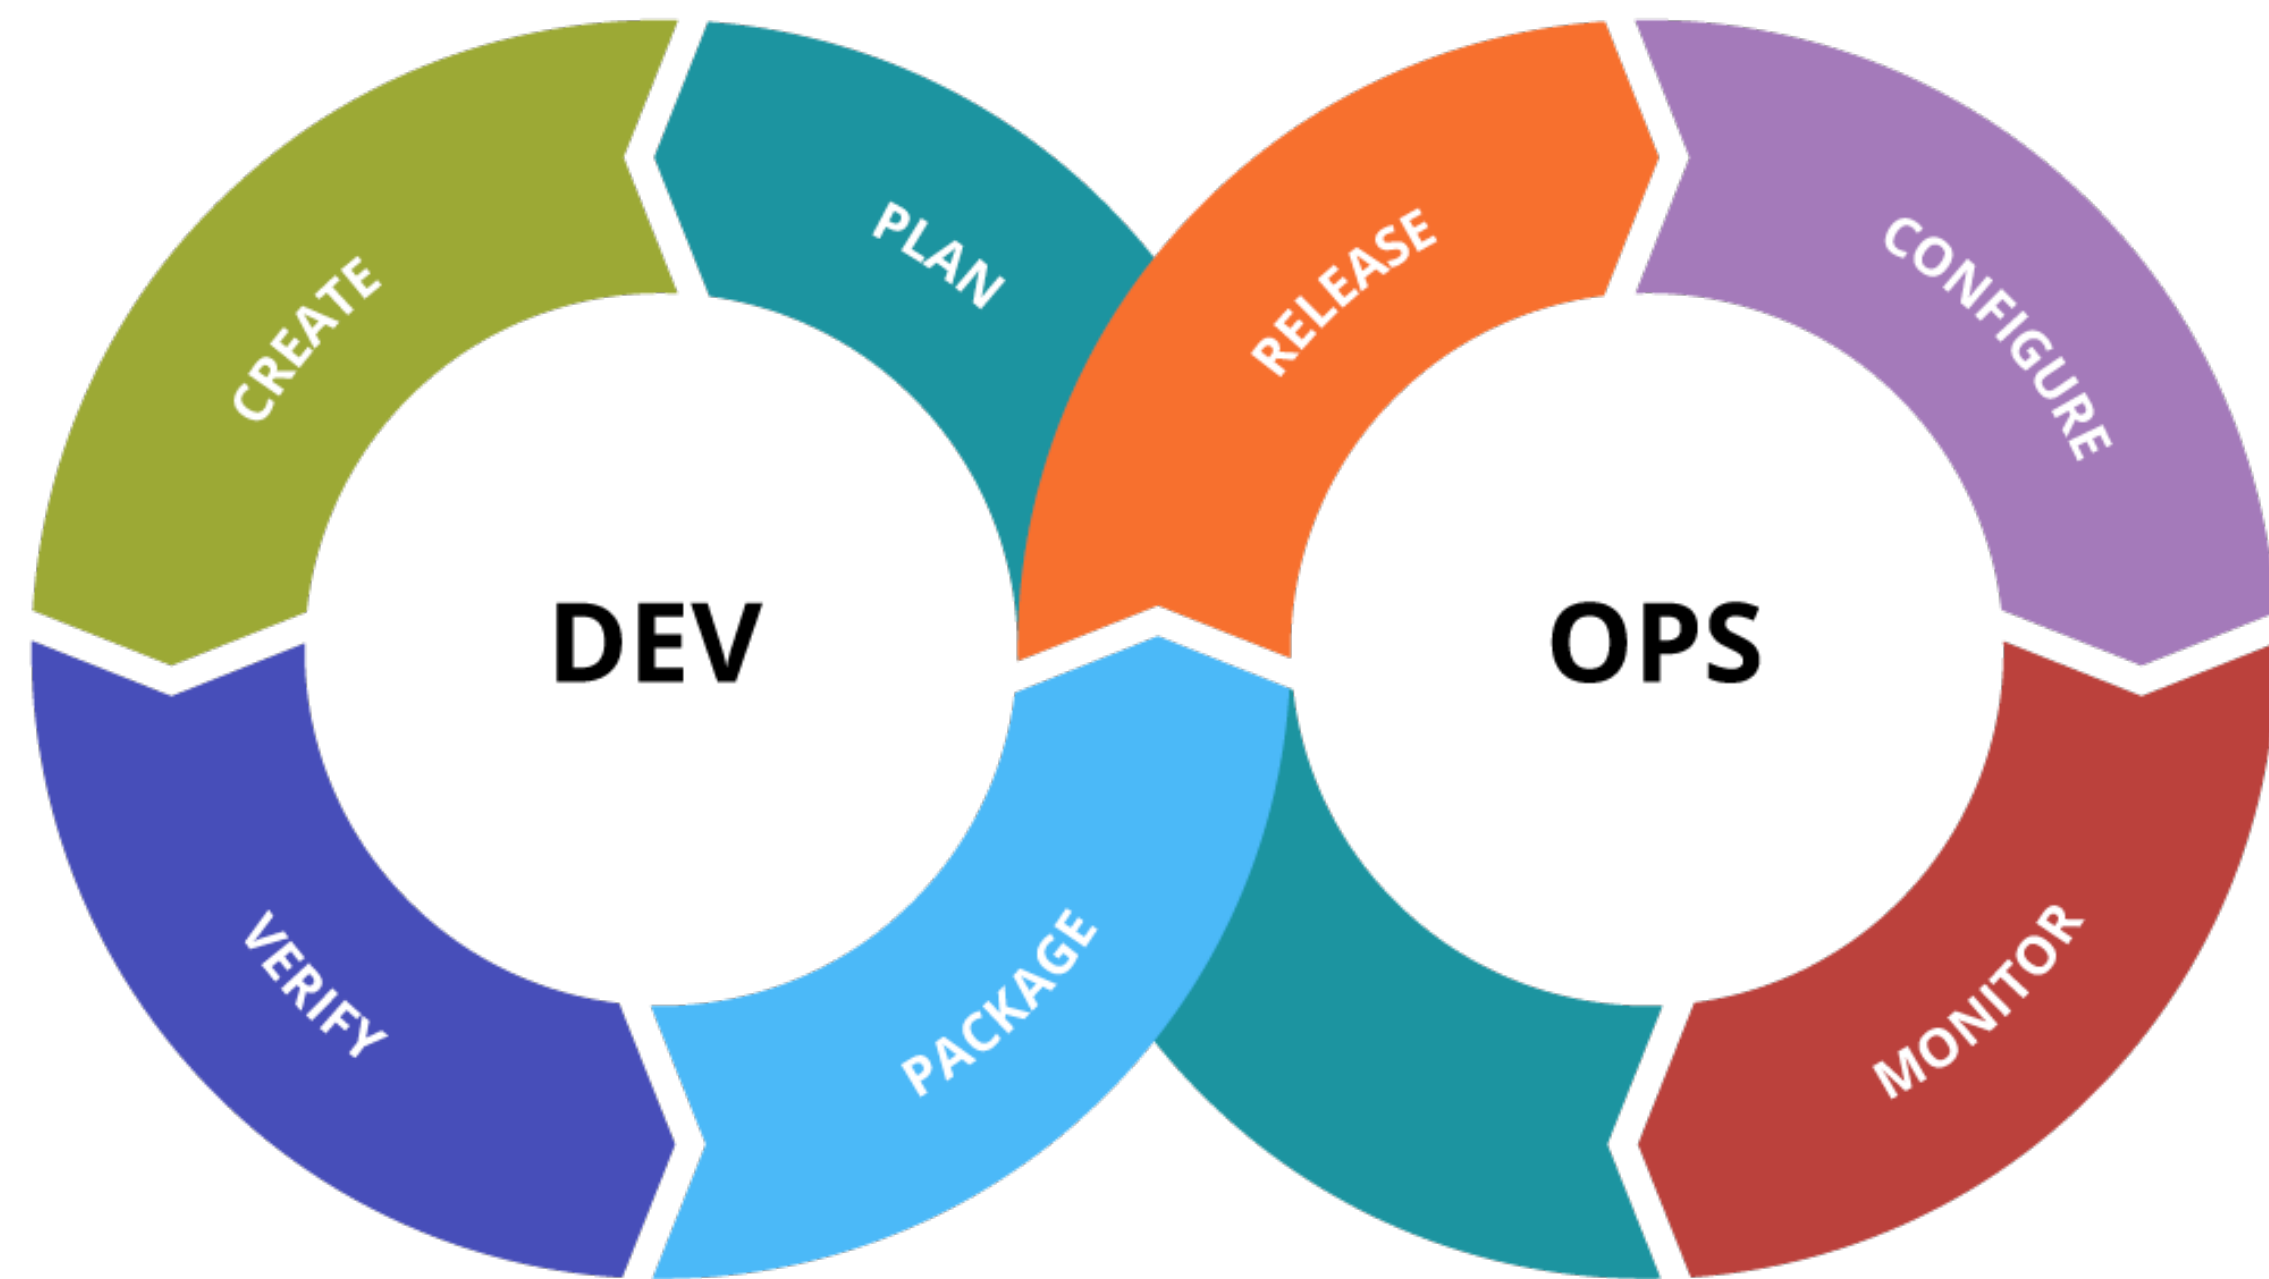 CREATE
PLAN
RELEASE
CONFIGURE
DEV
OPS
VERIFY
PACKAGE
MONITOR